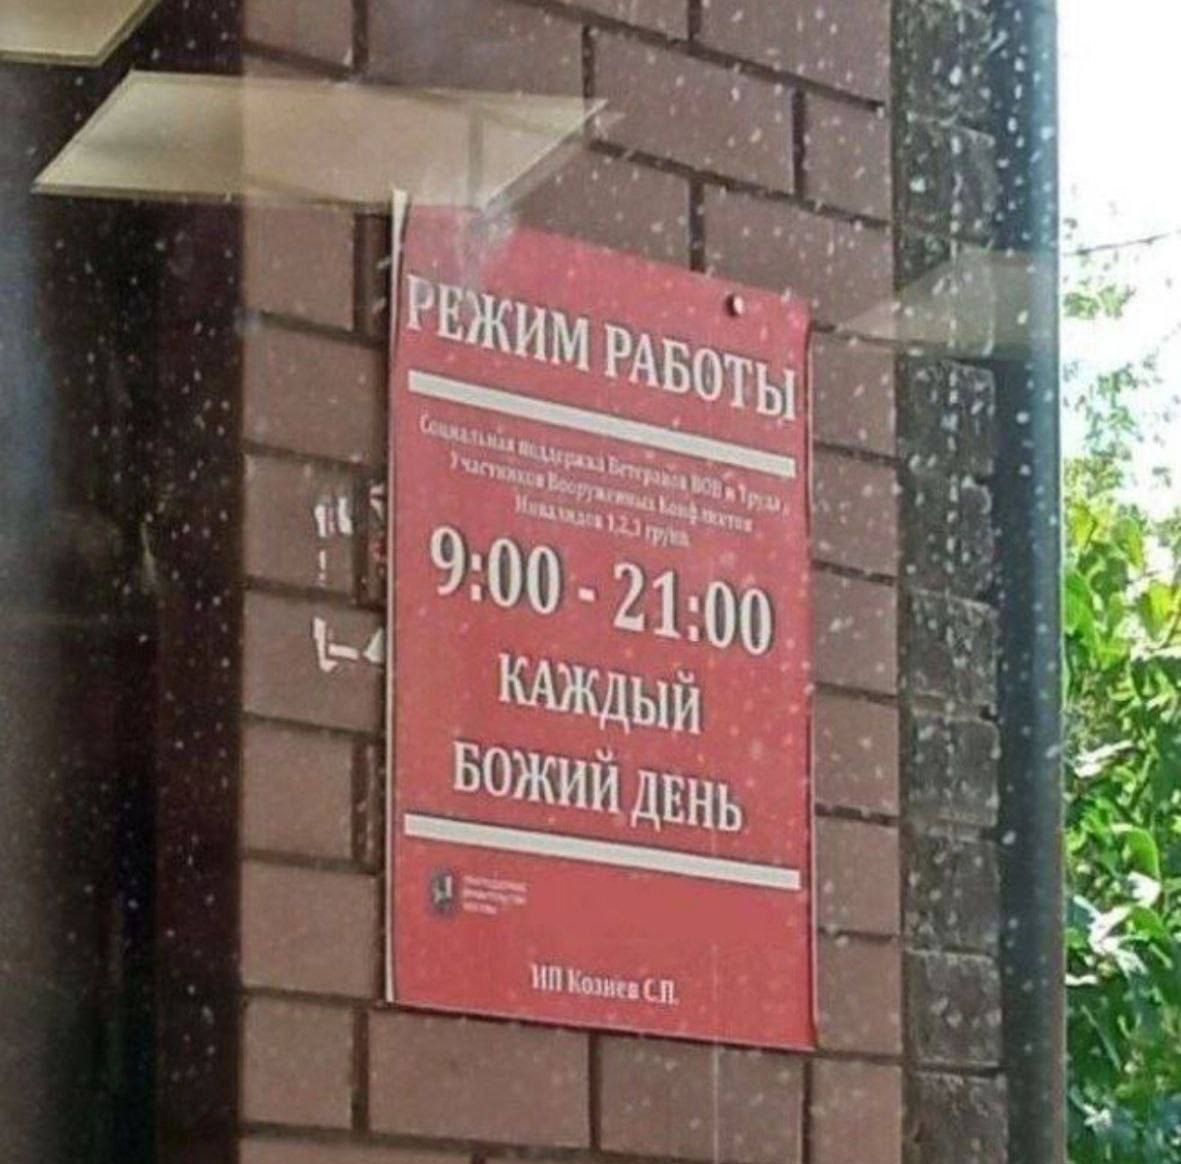 РЕЖИМ РАБОТЫ
Социальная поддержка Ветеранов ВОВ и Труда,
Участников Вооруженных Конфликтов
Инвалидов 1,2,3 групп
9:00 - 21:00
КАЖДЫЙ
БОЖИЙ ДЕНЬ
ИП Козиев С.П.